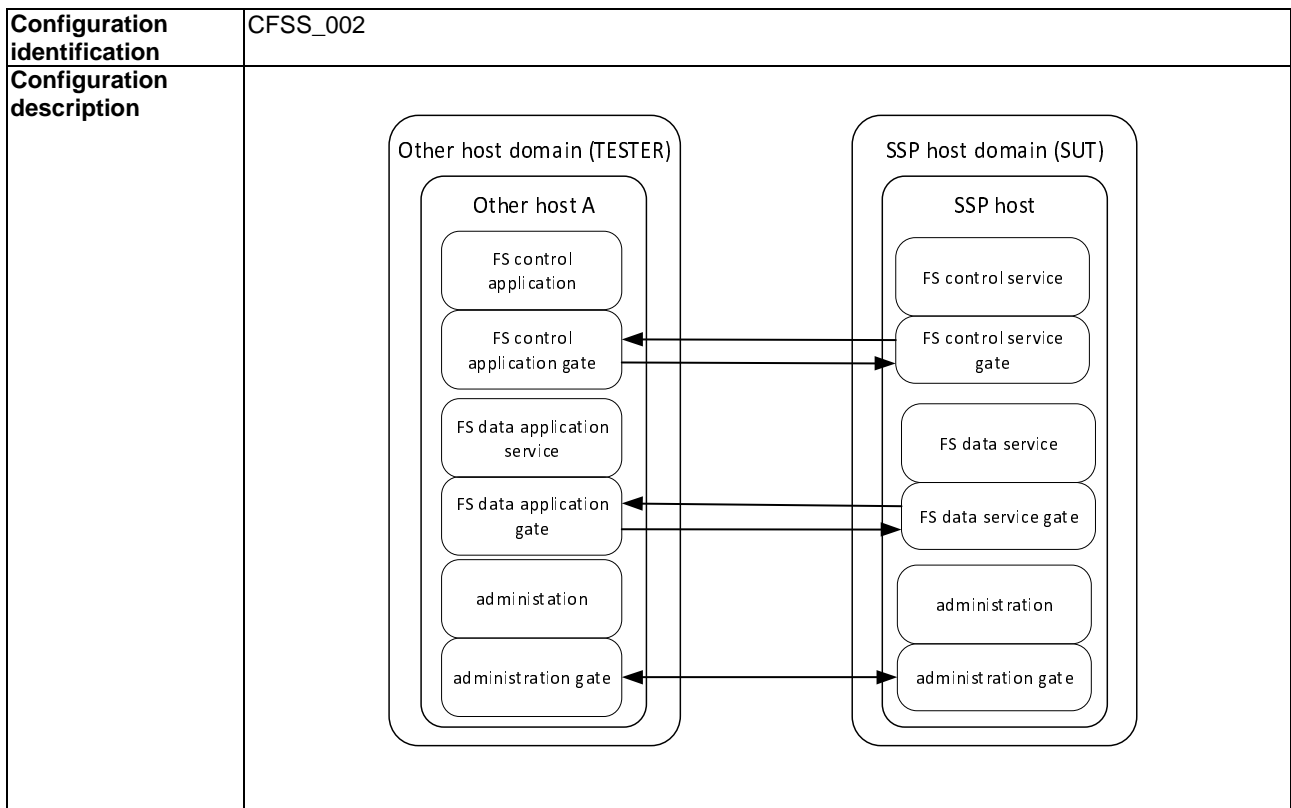 Configuration
identification
CFSS_002
Configuration
description
Other host domain (TESTER)
Other host A
FS control
application
FS control
application gate
FS data application
service
FS data application
gate
administation
administration gate
SSP host domain (SUT)
SSP host
FS control service
FS control service
gate
FS data service
FS data service gate
administration
administration gate